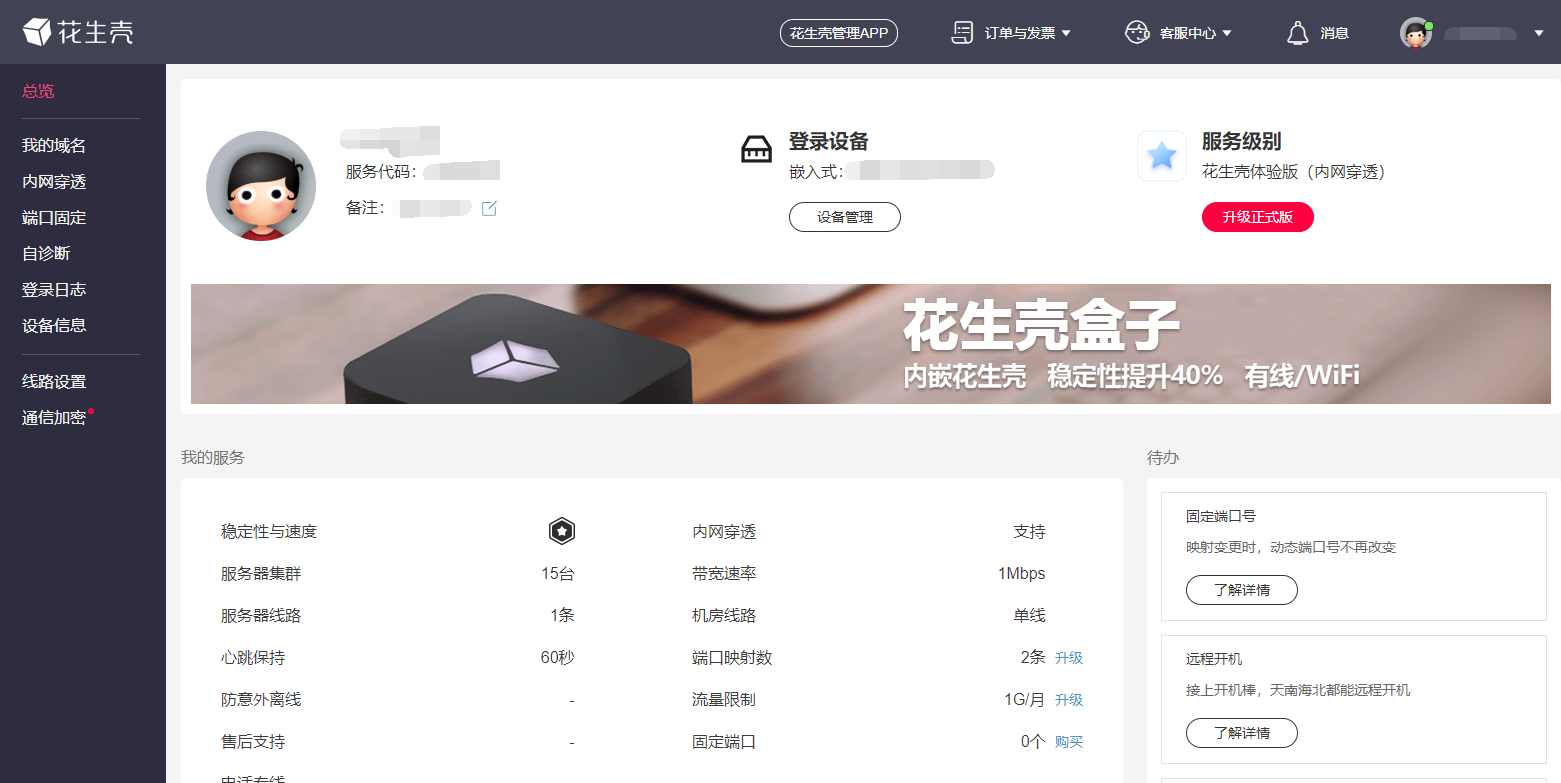 花生壳
花生壳管理APP
订单与发票
客服中心
消息
总览
我的域名
内网穿透
端口固定
自诊断
登录日志
设备信息
线路设置
通信加密
服务代码：
备注：
登录设备
嵌入式：
设备管理
服务级别
花生壳体验版（内网穿透）
升级正式版
花生壳盒子
内嵌花生壳 稳定性提升40% 有线/WiFi
我的服务
稳定性与速度
内网穿透 支持
服务器集群 15台
带宽速率 1Mbps
服务器线路 1条
机房线路 单线
心跳保持 60秒
端口映射数 2条 升级
防意外离线 -
流量限制 1G/月 升级
售后支持 -
固定端口 0个 购买
待办
固定端口号
映射变更时，动态端口号不再改变
了解详情
远程开机
接上开机棒，天南海北都能远程开机
了解详情